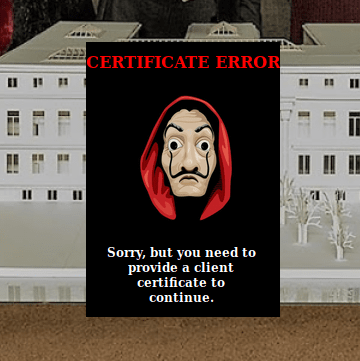 CERTIFICATE ERROR
Sorry, but you need to
provide a client
certificate to
continue.